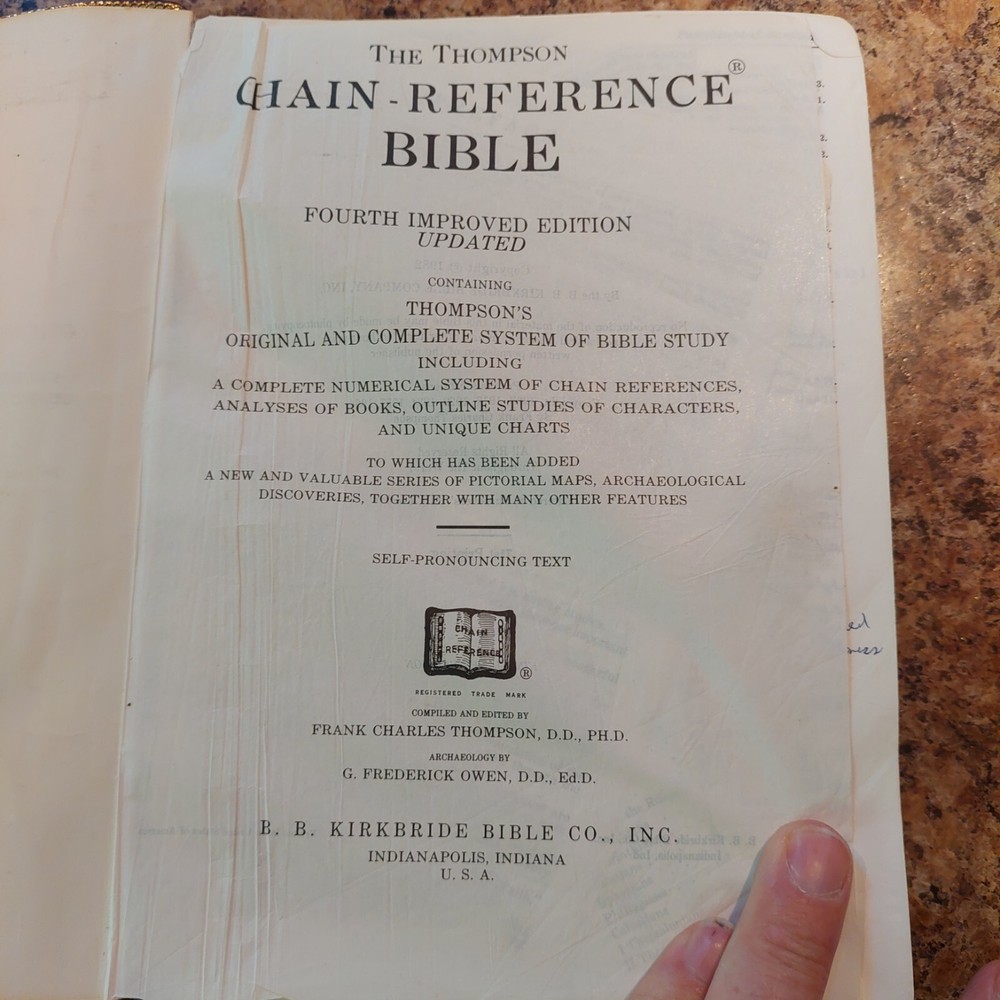 THE THOMPSON
CHAIN-REFERENCE®
BIBLE
FOURTH IMPROVED EDITION
UPDATED
CONTAINING
THOMPSON'S
ORIGINAL AND COMPLETE SYSTEM OF BIBLE STUDY
INCLUDING
A COMPLETE NUMERICAL SYSTEM OF CHAIN REFERENCES,
ANALYSES OF BOOKS, OUTLINE STUDIES OF CHARACTERS,
AND UNIQUE CHARTS
TO WHICH HAS BEEN ADDED
A NEW AND VALUABLE SERIES OF PICTORIAL MAPS, ARCHAEOLOGICAL
DISCOVERIES, TOGETHER WITH MANY OTHER FEATURES
SELF-PRONOUNCING TEXT
CHAIN
REFERENCE
®
REGISTERED TRADE MARK
COMPILED AND EDITED BY
FRANK CHARLES THOMPSON, D.D., PH.D.
ARCHAEOLOGY BY
G. FREDERICK OWEN, D.D., Ed.D.
B. B. KIRKBRIDE BIBLE CO., INC.
INDIANAPOLIS, INDIANA
U. S. A.